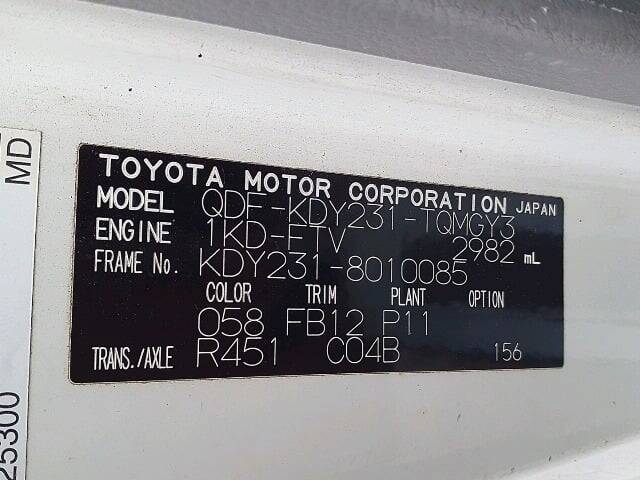 TOYOTA MOTOR CORPORATION JAPAN
MODEL QDF-KDY231-TQMGY3
ENGINE 1KD-FTV 2982 mL
FRAME No. KDY231-8010085
COLOR TRIM PLANT OPTION
058 FB12 P11
TRANS./AXLE R451 C04B 156
MD
25300